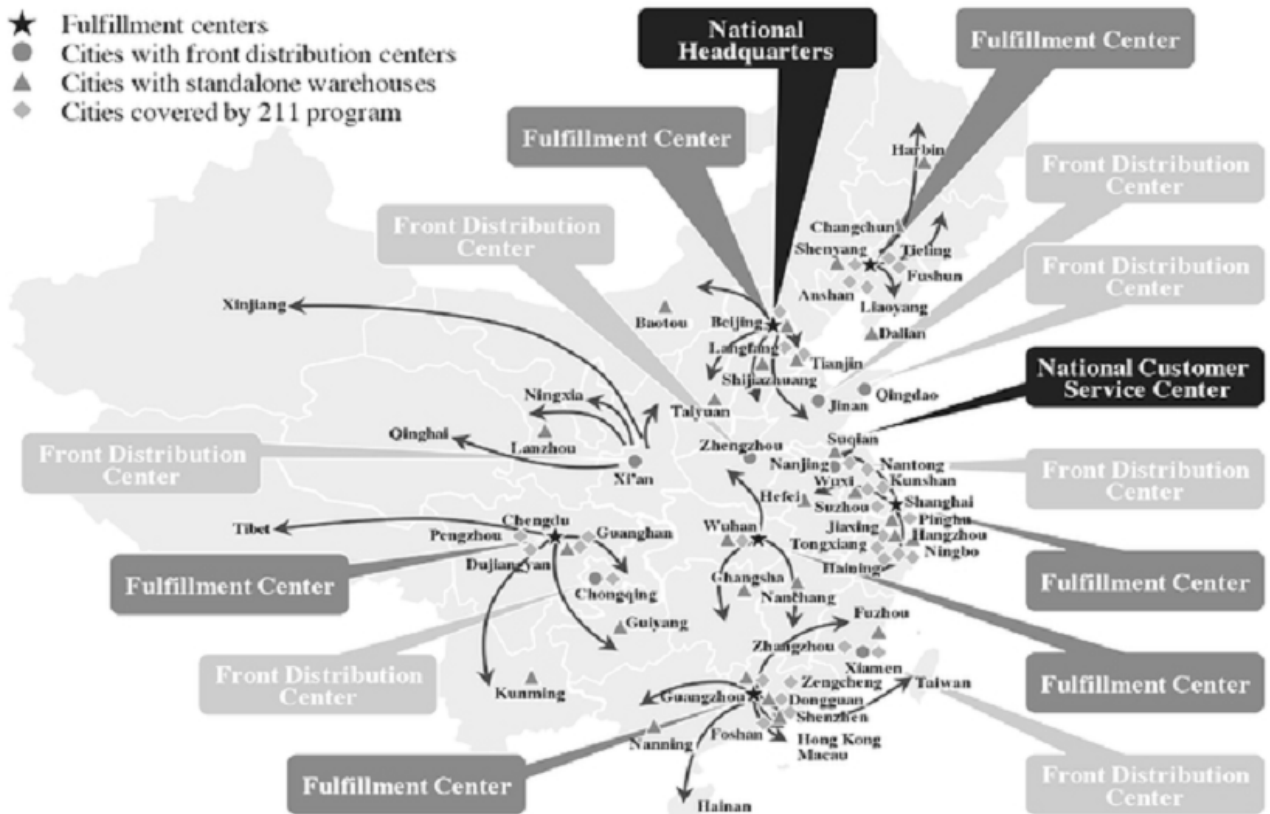 Fulfillment centers
Cities with front distribution centers
Cities with standalone warehouses
Cities covered by 211 program
National
Headquarters
Fulfillment Center
Fulfillment Center
Harbin
Front Distribution
Center
Front Distribution
Center
Changchun
Shenyang
Tieling
Fushun
Anshan
Liaoyang
Front Distribution
Center
Xinjiang
Baotou
Beijing
Dalian
Langfang
Tianjin
Shijiazhuang
National Customer
Service Center
Ningxia
Taiyuan
Jinan
Qingdao
Qinghai
Lanzhou
Zhengzhou
Suqian
Front Distribution
Center
Xi'an
Nanjing
Nantong
Front Distribution
Center
Wuxi
Kunshan
Hefei
Suzhou
Shanghai
Tibet
Chengdu
Pengzhou
Guanghan
Wuhan
Jiaxing
Pinghu
Hangzhou
Tongxiang
Ningbo
Dujiangyan
Haining
Fulfillment Center
Chongqing
Ghangsha
Nanchang
Fulfillment Center
Guiyang
Fuzhou
Zhangzhou
Front Distribution
Center
Xiamen
Kunming
Guangzhou
Zengcheng
Taiwan
Fulfillment Center
Dongguan
Shenzhen
Nanning
Foshan
Hong Kong
Macau
Fulfillment Center
Front Distribution
Center
Hainan